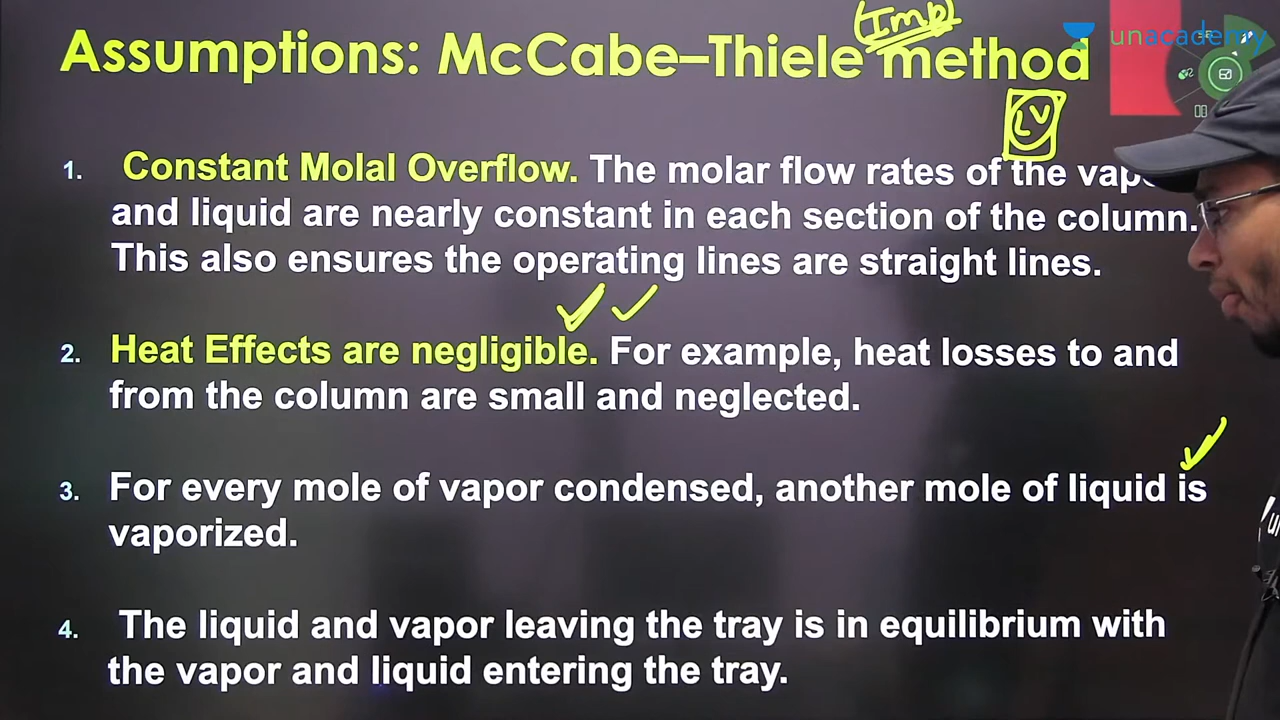 (Imp)
unacademy
Assumptions: McCabe–Thiele method
LV
1. Constant Molal Overflow. The molar flow rates of the
and liquid are nearly constant in each section of the column.
This also ensures the operating lines are straight lines.
2. Heat Effects are negligible. For example, heat losses to and
from the column are small and neglected.
3. For every mole of vapor condensed, another mole of liquid is
vaporized.
4. The liquid and vapor leaving the tray is in equilibrium with
the vapor and liquid entering the tray.